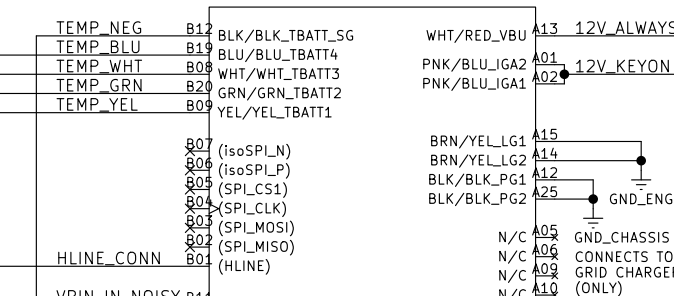 TEMP_NEG B12 BLK/BLK_TBATT_SG WHT/RED_VBU A13 12V_ALWAYS
TEMP_BLU B19 BLU/BLU_TBATT4
TEMP_WHT B08 WHT/WHT_TBATT3 PNK/BLU_IGA2 A01 12V_KEYON
TEMP_GRN B20 GRN/GRN_TBATT2 PNK/BLU_IGA1 A02
TEMP_YEL B09 YEL/YEL_TBATT1
B07 (isoSPI_N) BRN/YEL_LG1 A15
B06 (isoSPI_P) BRN/YEL_LG2 A14
B05 (SPI_CS1) BLK/BLK_PG1 A12
B04 (SPI_CLK) BLK/BLK_PG2 A25 GND_ENG
B03 (SPI_MOSI)
B02 (SPI_MISO) N/C A05 GND_CHASSIS
HLINE_CONN B01 (HLINE) N/C A06 CONNECTS TO
N/C A09 GRID CHARGER
N/C A10 (ONLY)